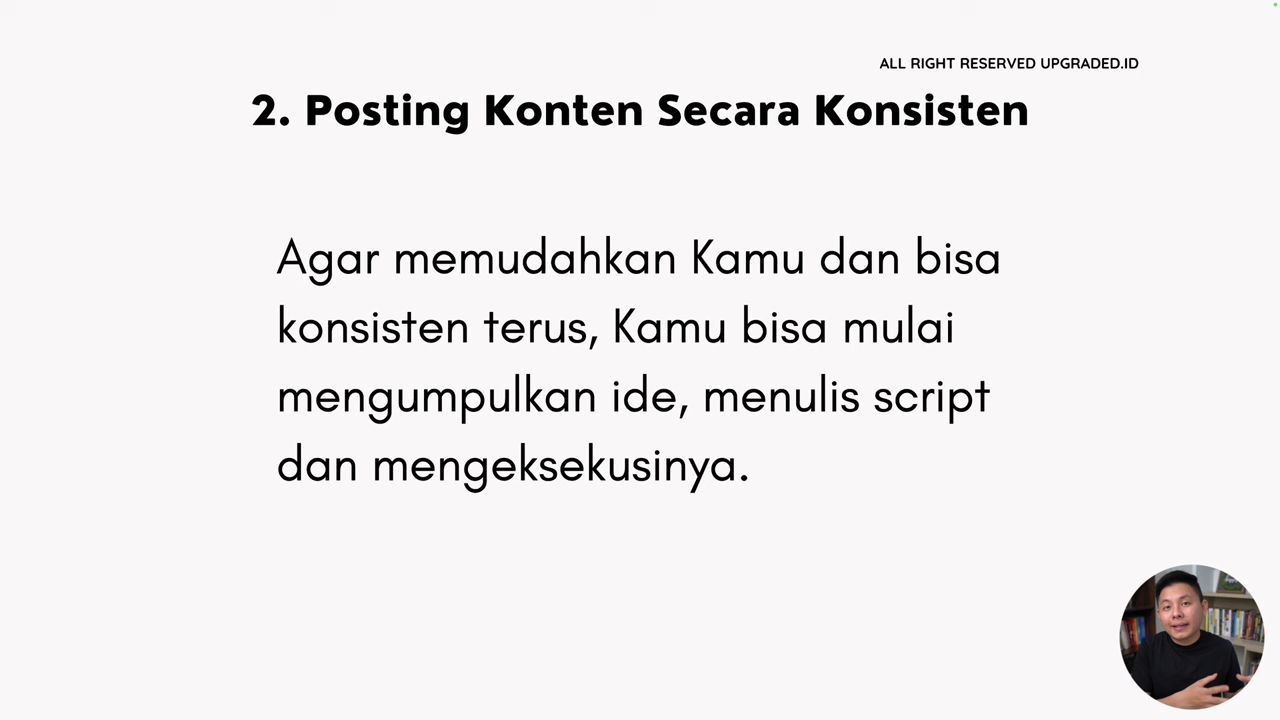 ALL RIGHT RESERVED UPGRADED.ID
2. Posting Konten Secara Konsisten
Agar memudahkan Kamu dan bisa
konsisten terus, Kamu bisa mulai
mengumpulkan ide, menulis script
dan mengeksekusinya.